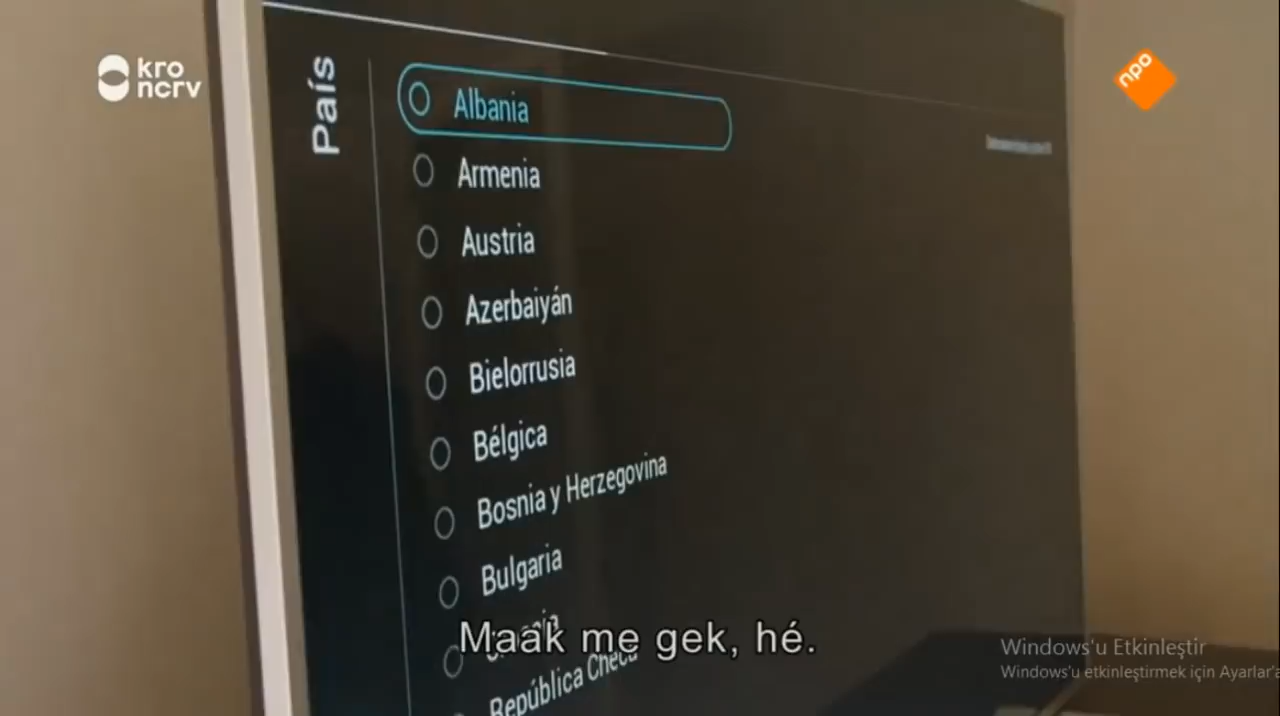 kro
ncrv
npo
País
Albania
Armenia
Austria
Azerbaiyán
Bielorrusia
Bélgica
Bosnia y Herzegovina
Bulgaria
República Checa
Maak me gek, hé.
Windows'u Etkinleştir
Windows'u etkinleştirmek için Ayarlar'a